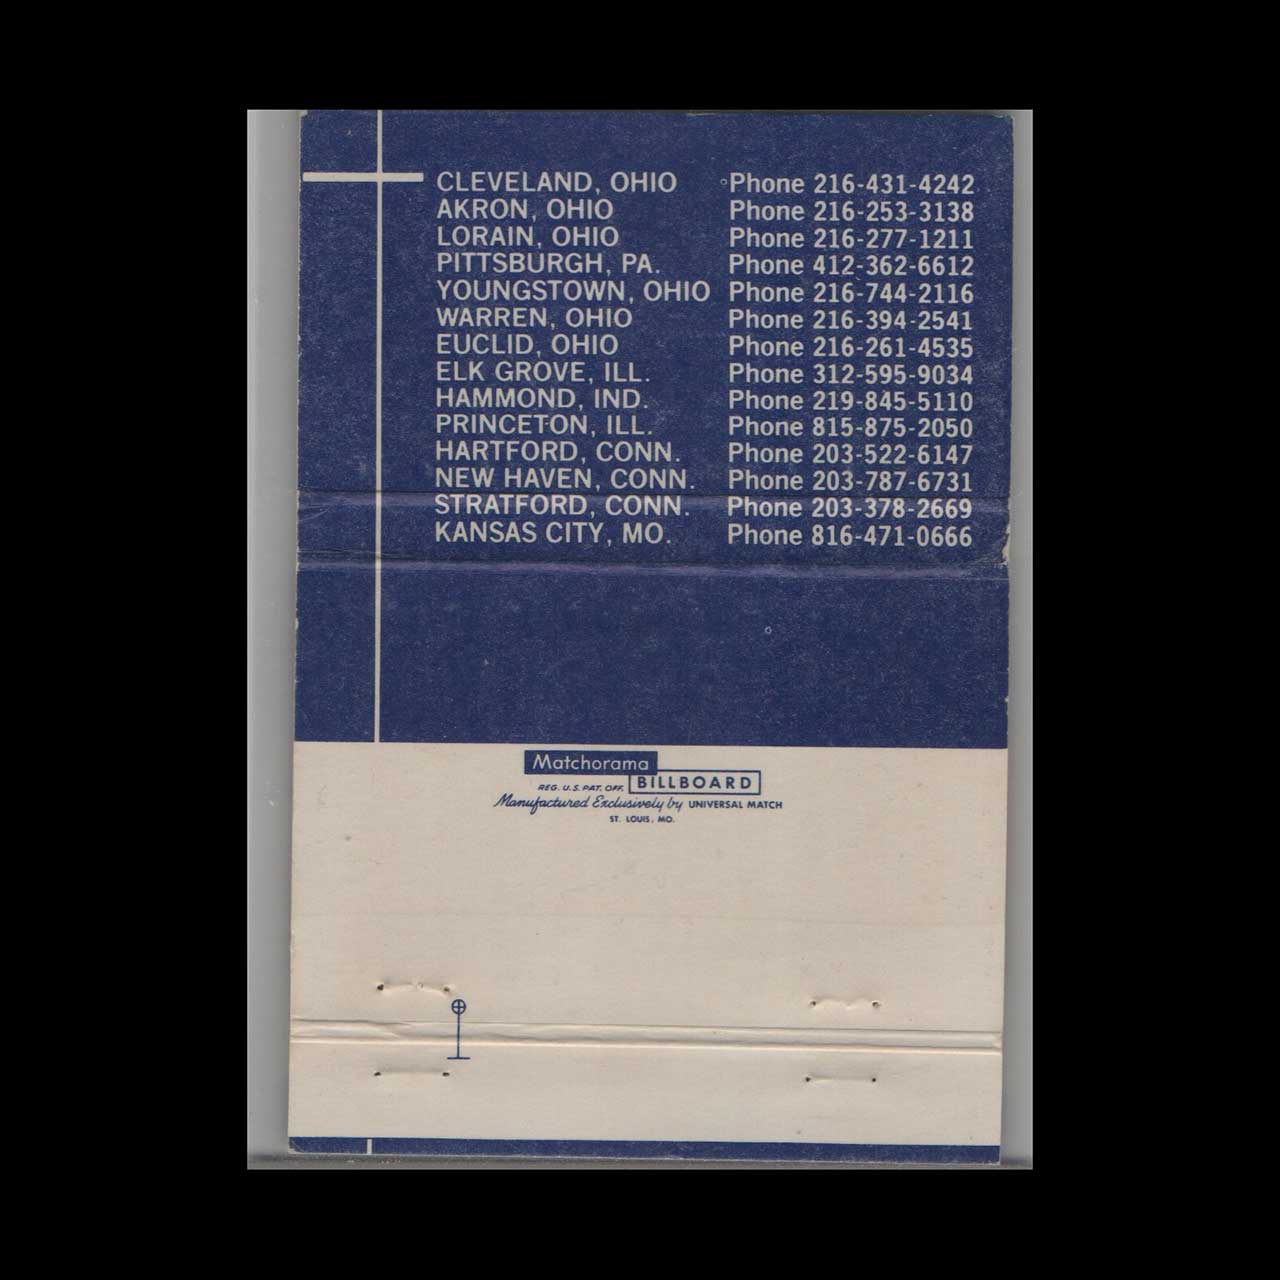 CLEVELAND, OHIO Phone 216-431-4242
AKRON, OHIO Phone 216-253-3138
LORAIN, OHIO Phone 216-277-1211
PITTSBURGH, PA. Phone 412-362-6612
YOUNGSTOWN, OHIO Phone 216-744-2116
WARREN, OHIO Phone 216-394-2541
EUCLID, OHIO Phone 216-261-4535
ELK GROVE, ILL. Phone 312-595-9034
HAMMOND, IND. Phone 219-845-5110
PRINCETON, ILL. Phone 815-875-2050
HARTFORD, CONN. Phone 203-522-6147
NEW HAVEN, CONN. Phone 203-787-6731
STRATFORD, CONN. Phone 203-378-2669
KANSAS CITY, MO. Phone 816-471-0666
Matchorama
REG. U.S. PAT. OFF. BILLBOARD
Manufactured Exclusively by UNIVERSAL MATCH
ST. LOUIS, MO.